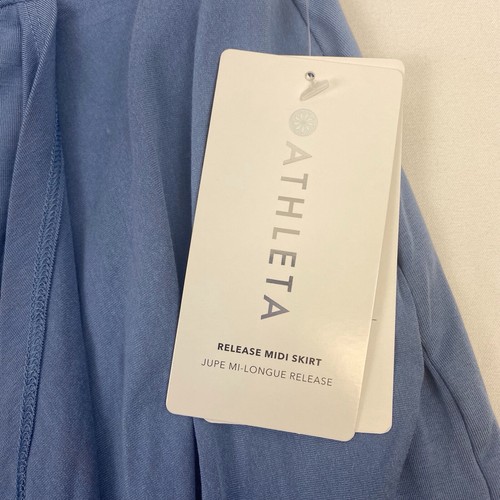 ATHLETA
RELEASE MIDI SKIRT
JUPE MI-LONGUE RELEASE